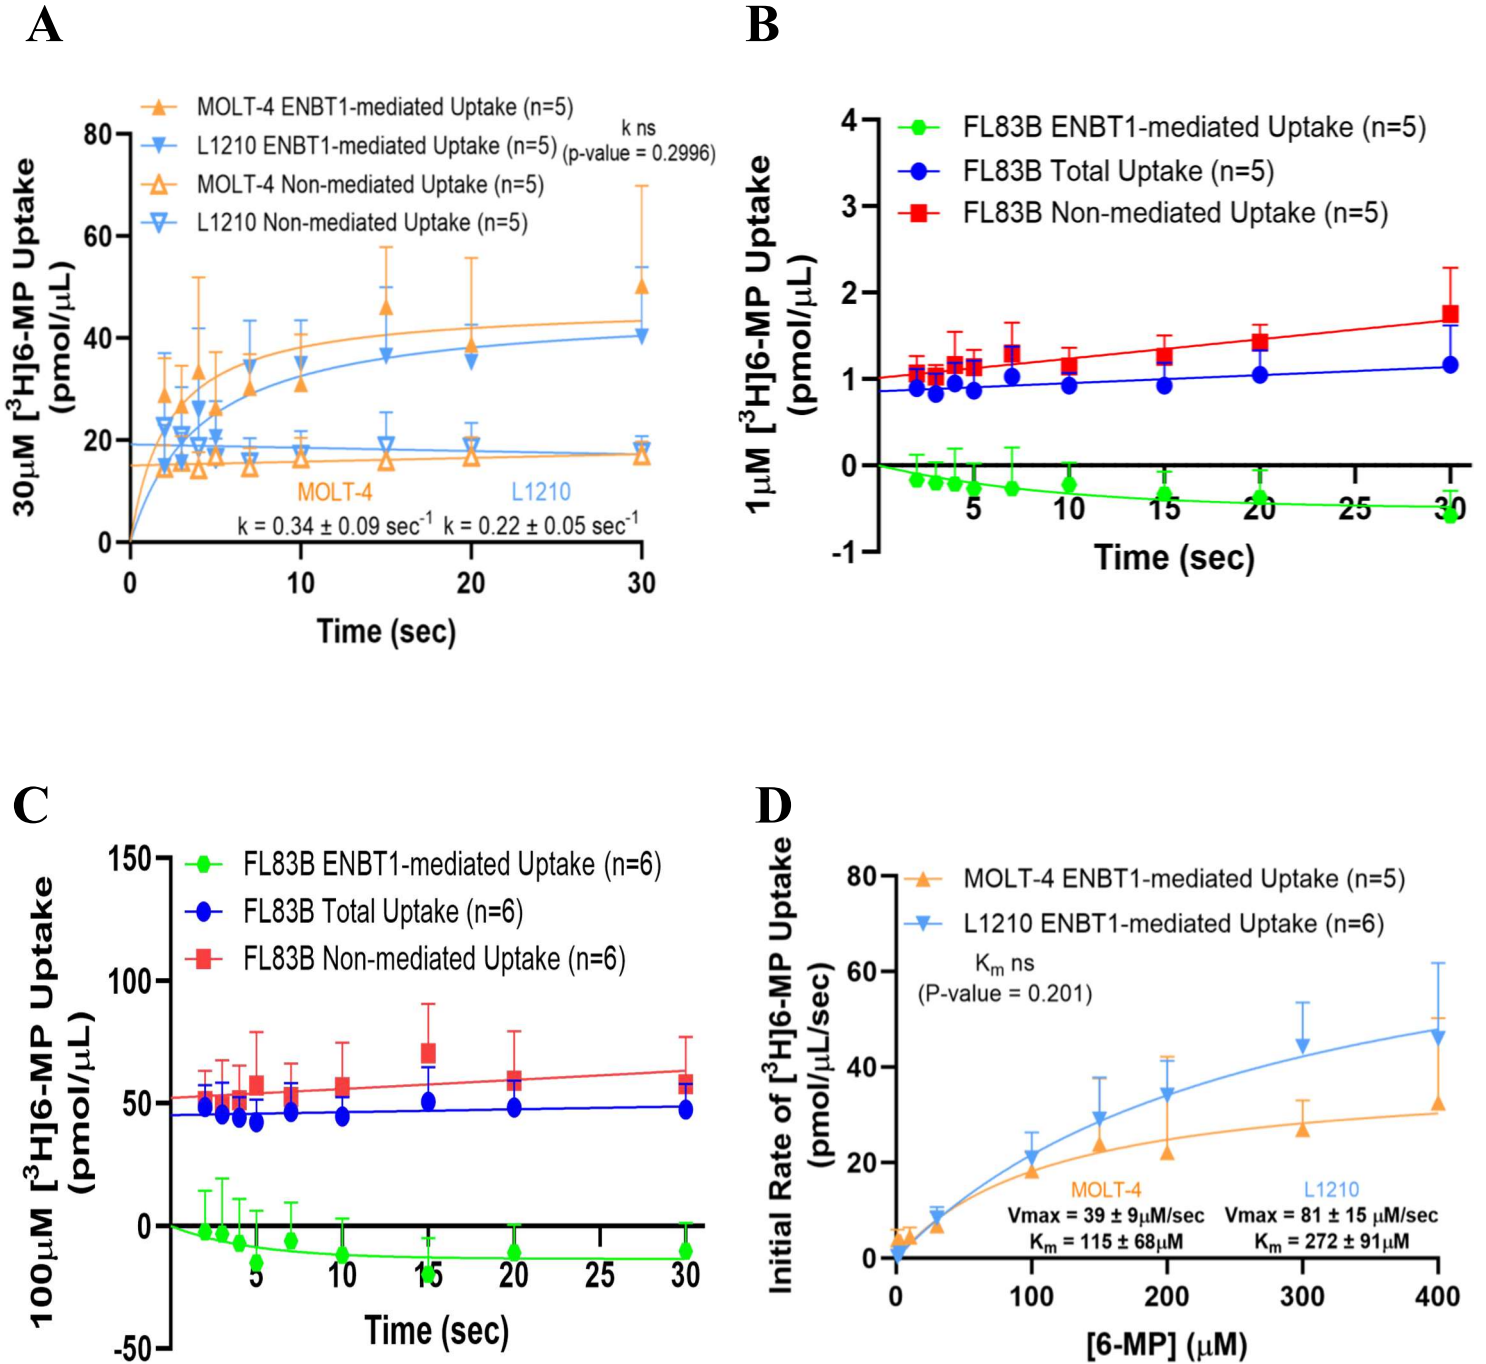 A
MOLT-4 ENBT1-mediated Uptake (n=5)
L1210 ENBT1-mediated Uptake (n=5)
MOLT-4 Non-mediated Uptake (n=5)
L1210 Non-mediated Uptake (n=5)
k ns
(p-value = 0.2996)
30μM [³H]6-MP Uptake
(pmol/μL)
80
60
40
20
0
MOLT-4
k = 0.34 ± 0.09 sec⁻¹
L1210
k = 0.22 ± 0.05 sec⁻¹
0 10 20 30
Time (sec)
B
FL83B ENBT1-mediated Uptake (n=5)
FL83B Total Uptake (n=5)
FL83B Non-mediated Uptake (n=5)
1μM [³H]6-MP Uptake
(pmol/μL)
4
3
2
1
0
-1
5 10 15 20 25 30
Time (sec)
C
FL83B ENBT1-mediated Uptake (n=6)
FL83B Total Uptake (n=6)
FL83B Non-mediated Uptake (n=6)
100μM [³H]6-MP Uptake
(pmol/μL)
150
100
50
0
-50
5 10 15 20 25 30
Time (sec)
D
MOLT-4 ENBT1-mediated Uptake (n=5)
L1210 ENBT1-mediated Uptake (n=6)
Kₘ ns
(P-value = 0.201)
Initial Rate of [³H]6-MP Uptake
(pmol/μL/sec)
80
60
40
20
0
MOLT-4
Vmax = 39 ± 9μM/sec
Kₘ = 115 ± 68μM
L1210
Vmax = 81 ± 15 μM/sec
Kₘ = 272 ± 91μM
0 100 200 300 400
[6-MP] (μM)